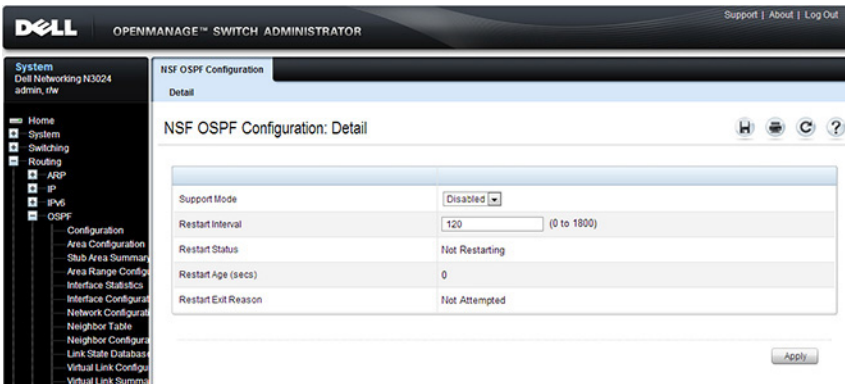 DELL
OPENMANAGE™ SWITCH ADMINISTRATOR
Support | About | Log Out
System
Dell Networking N3024
admin, r/w
Home
System
Switching
Routing
ARP
IP
IPv6
OSPF
Configuration
Area Configuration
Stub Area Summary
Area Range Configu
Interface Statistics
Interface Configurat
Network Configurati
Neighbor Table
Neighbor Configura
Link State Database
Virtual Link Configu
Virtual Link Summa
NSF OSPF Configuration
Detail
NSF OSPF Configuration: Detail
Support Mode Disabled
Restart Interval 120 (0 to 1800)
Restart Status Not Restarting
Restart Age (secs) 0
Restart Exit Reason Not Attempted
Apply